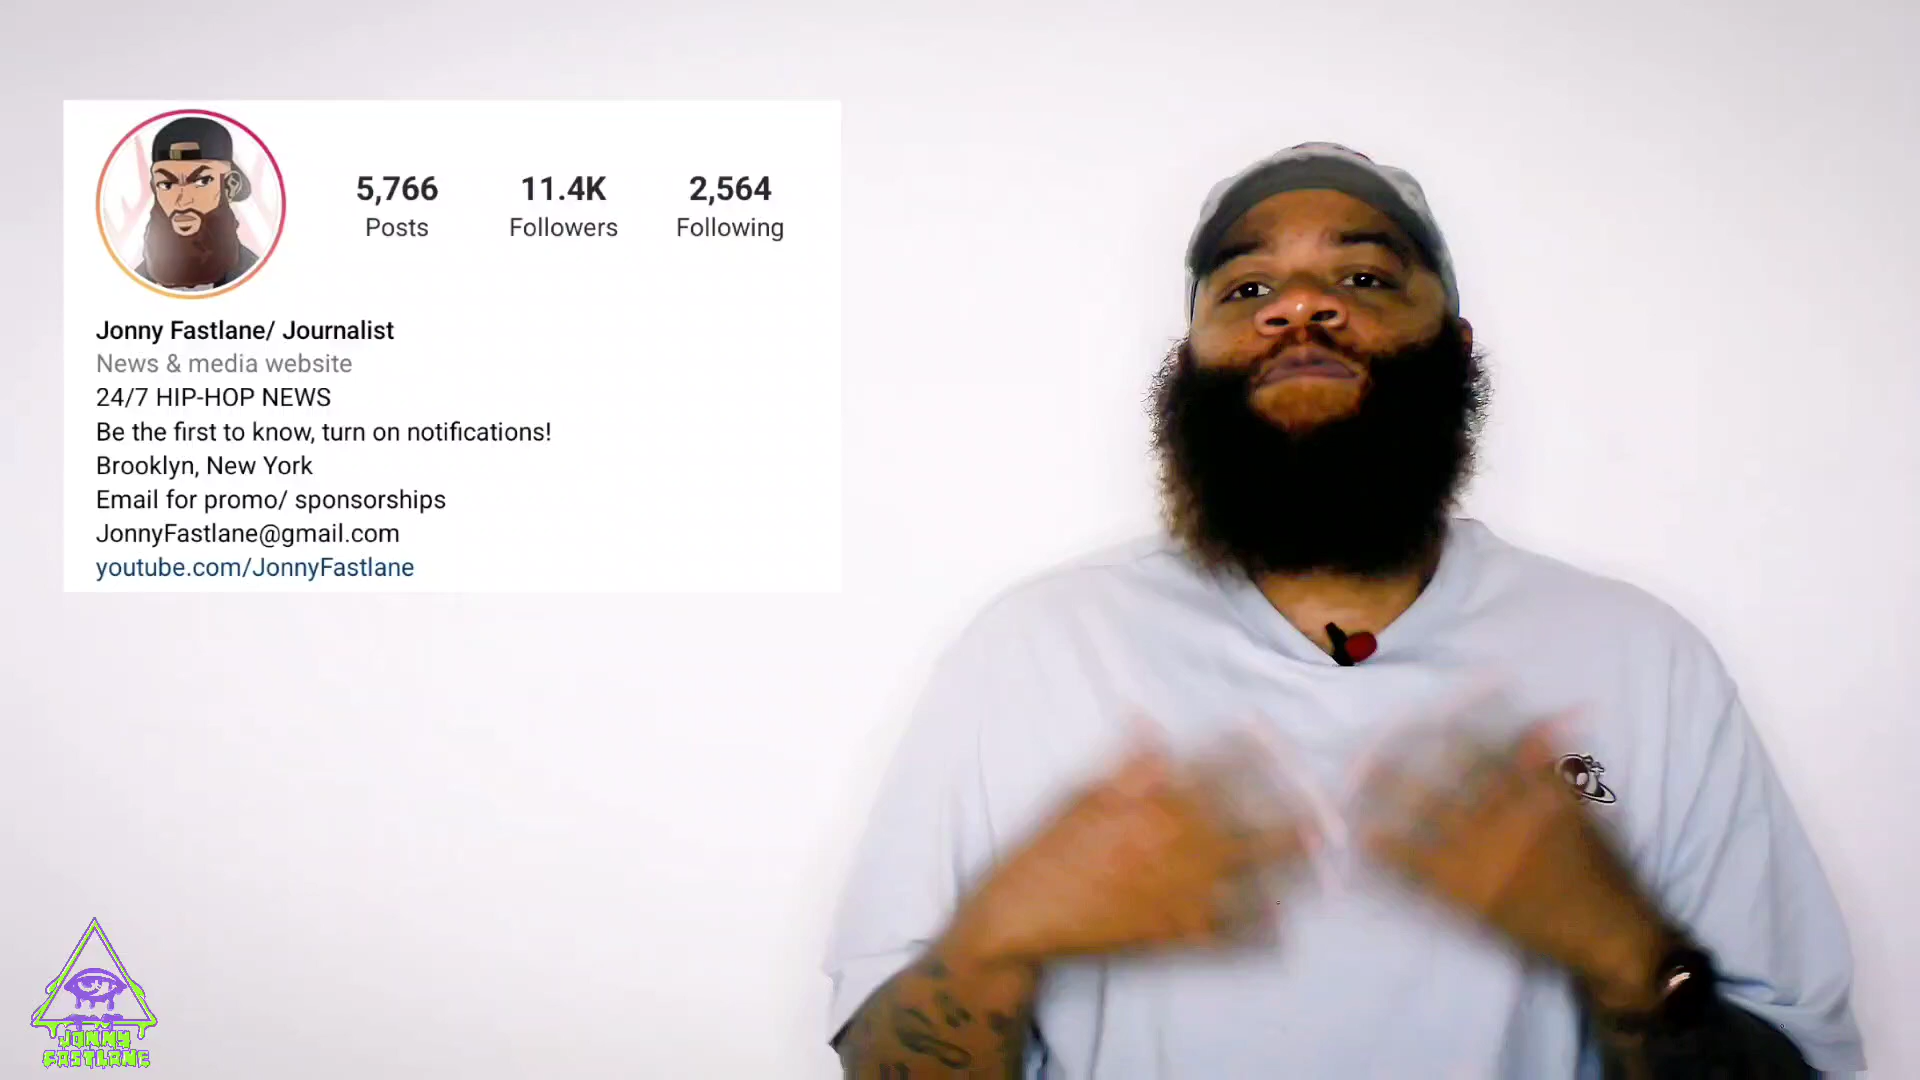 5,766 11.4K 2,564
Posts Followers Following
Jonny Fastlane/ Journalist
News & media website
24/7 HIP-HOP NEWS
Be the first to know, turn on notifications!
Brooklyn, New York
Email for promo/ sponsorships
JonnyFastlane@gmail.com
youtube.com/JonnyFastlane
JONNY
FASTLANE